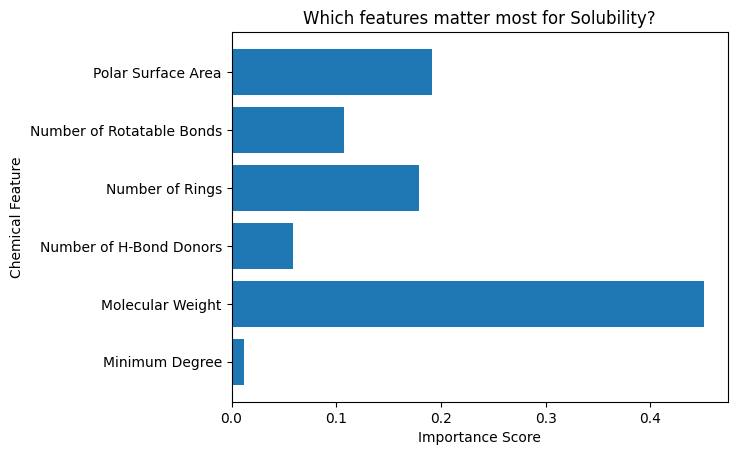 Which features matter most for Solubility?
Chemical Feature
Polar Surface Area
Number of Rotatable Bonds
Number of Rings
Number of H-Bond Donors
Molecular Weight
Minimum Degree
0.0 0.1 0.2 0.3 0.4
Importance Score